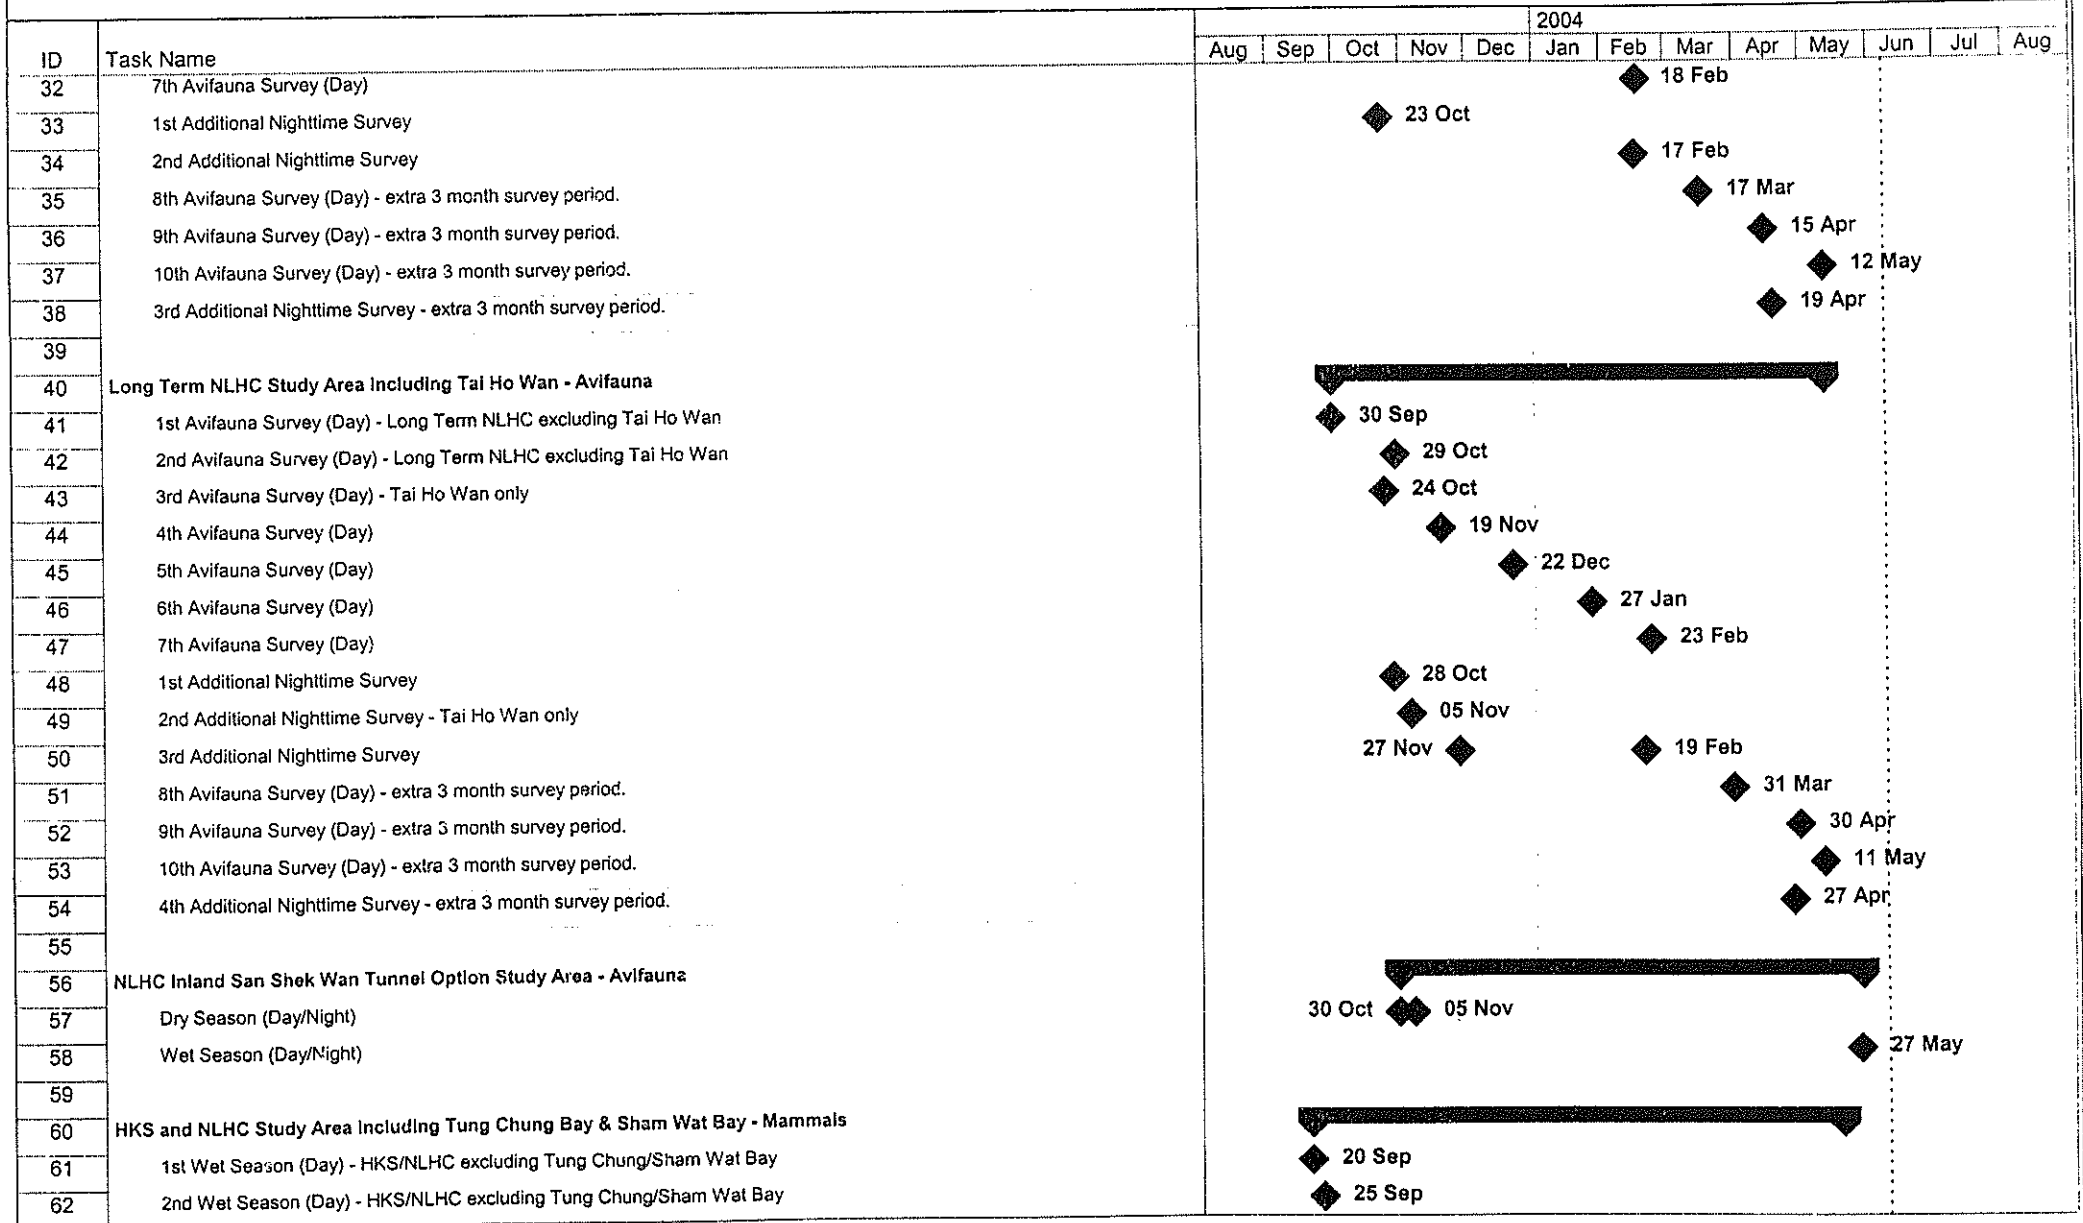 2004
ID Task Name Aug Sep Oct Nov Dec Jan Feb Mar Apr May Jun Jul Aug
32 7th Avifauna Survey (Day) 18 Feb
33 1st Additional Nighttime Survey 23 Oct
34 2nd Additional Nighttime Survey 17 Feb
35 8th Avifauna Survey (Day) - extra 3 month survey period. 17 Mar
36 9th Avifauna Survey (Day) - extra 3 month survey period. 15 Apr
37 10th Avifauna Survey (Day) - extra 3 month survey period. 12 May
38 3rd Additional Nighttime Survey - extra 3 month survey period. 19 Apr
39
40 Long Term NLHC Study Area Including Tai Ho Wan - Avifauna
41 1st Avifauna Survey (Day) - Long Term NLHC excluding Tai Ho Wan 30 Sep
42 2nd Avifauna Survey (Day) - Long Term NLHC excluding Tai Ho Wan 29 Oct
43 3rd Avifauna Survey (Day) - Tai Ho Wan only 24 Oct
44 4th Avifauna Survey (Day) 19 Nov
45 5th Avifauna Survey (Day) 22 Dec
46 6th Avifauna Survey (Day) 27 Jan
47 7th Avifauna Survey (Day) 23 Feb
48 1st Additional Nighttime Survey 28 Oct
49 2nd Additional Nighttime Survey - Tai Ho Wan only 05 Nov
50 3rd Additional Nighttime Survey 27 Nov 19 Feb
51 8th Avifauna Survey (Day) - extra 3 month survey period. 31 Mar
52 9th Avifauna Survey (Day) - extra 3 month survey period. 30 Apr
53 10th Avifauna Survey (Day) - extra 3 month survey period. 11 May
54 4th Additional Nighttime Survey - extra 3 month survey period. 27 Apr
55
56 NLHC Inland San Shek Wan Tunnel Option Study Area - Avifauna
57 Dry Season (Day/Night) 30 Oct 05 Nov
58 Wet Season (Day/Night) 27 May
59
60 HKS and NLHC Study Area Including Tung Chung Bay & Sham Wat Bay - Mammals
61 1st Wet Season (Day) - HKS/NLHC excluding Tung Chung/Sham Wat Bay 20 Sep
62 2nd Wet Season (Day) - HKS/NLHC excluding Tung Chung/Sham Wat Bay 25 Sep